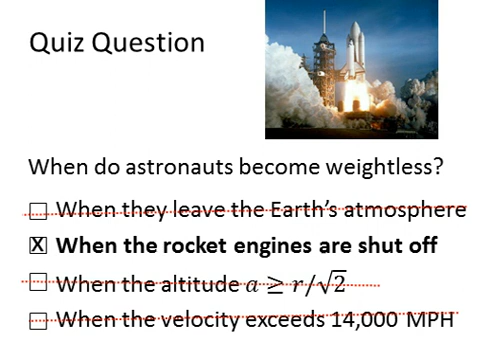 Quiz Question
When do astronauts become weightless?
☐ When they leave the Earth's atmosphere
☒ When the rocket engines are shut off
☐ When the altitude a ≥ r/√2
☐ When the velocity exceeds 14,000 MPH